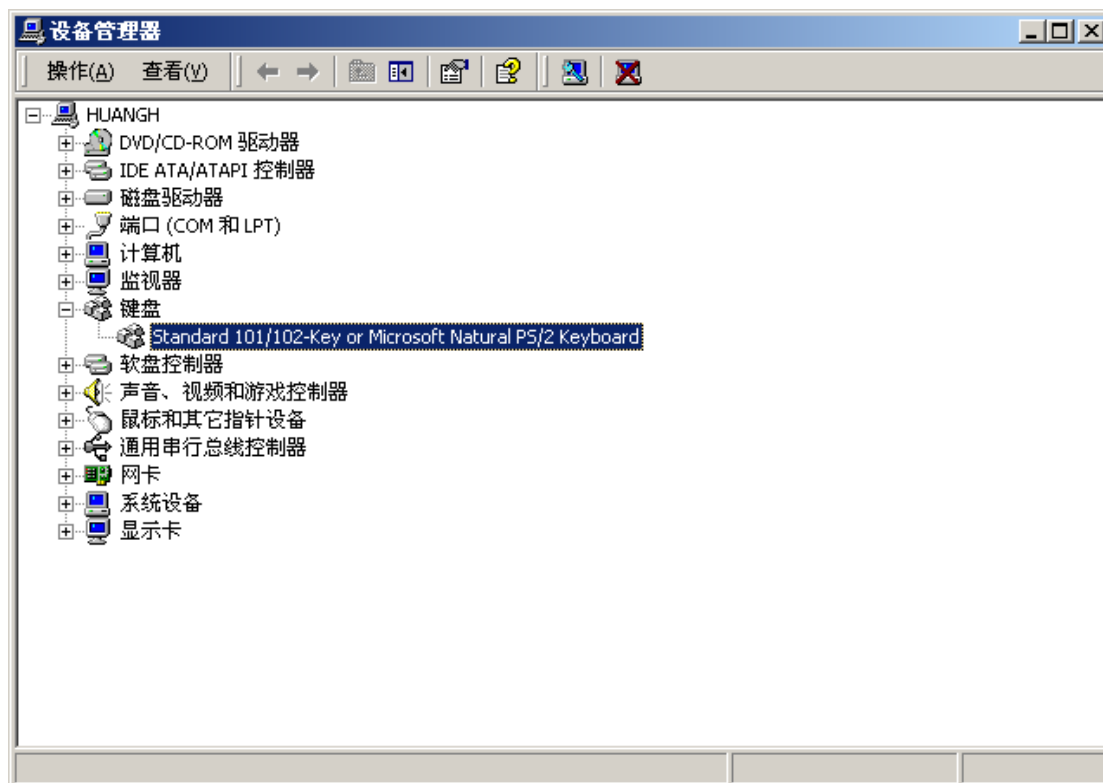 设备管理器
操作(A) 查看(V)
HUANGH
DVD/CD-ROM 驱动器
IDE ATA/ATAPI 控制器
磁盘驱动器
端口 (COM 和 LPT)
计算机
监视器
键盘
Standard 101/102-Key or Microsoft Natural PS/2 Keyboard
软盘控制器
声音、视频和游戏控制器
鼠标和其它指针设备
通用串行总线控制器
网卡
系统设备
显示卡